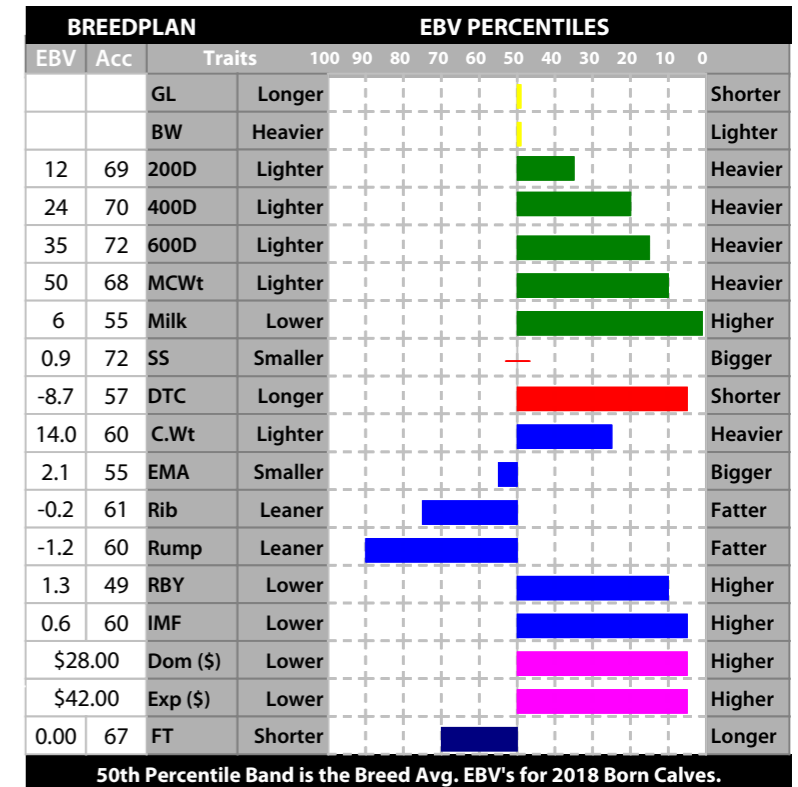 BREEDPLAN EBV PERCENTILES
EBV Acc Traits 100 90 80 70 60 50 40 30 20 10 0
GL Longer Shorter
BW Heavier Lighter
12 69 200D Lighter Heavier
24 70 400D Lighter Heavier
35 72 600D Lighter Heavier
50 68 MCWt Lighter Heavier
6 55 Milk Lower Higher
0.9 72 SS Smaller Bigger
-8.7 57 DTC Longer Shorter
14.0 60 C.Wt Lighter Heavier
2.1 55 EMA Smaller Bigger
-0.2 61 Rib Leaner Fatter
-1.2 60 Rump Leaner Fatter
1.3 49 RBY Lower Higher
0.6 60 IMF Lower Higher
$28.00 Dom ($) Lower Higher
$42.00 Exp ($) Lower Higher
0.00 67 FT Shorter Longer
50th Percentile Band is the Breed Avg. EBV's for 2018 Born Calves.